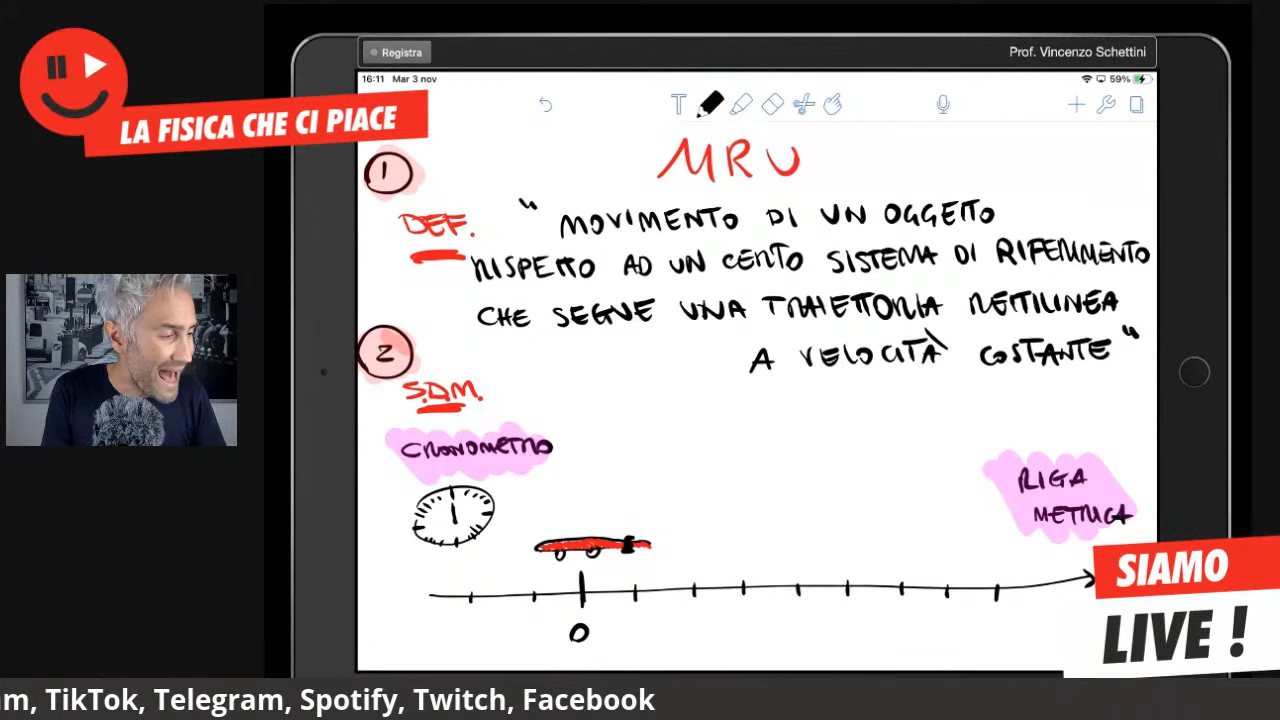 Registra
Prof. Vincenzo Schettini
16:11 Mar 3 nov
59%
LA FISICA CHE CI PIACE
T
MRU
1
DEF.
" MOVIMENTO DI UN OGGETTO
RISPETTO AD UN CERTO SISTEMA DI RIFERIMENTO
CHE SEGUE UNA TRAIETTORIA RETTILINEA
A VELOCITÀ COSTANTE "
2
S.D.M.
CRONOMETRO
RIGA
METRICA
0
SIAMO
LIVE !
am, TikTok, Telegram, Spotify, Twitch, Facebook